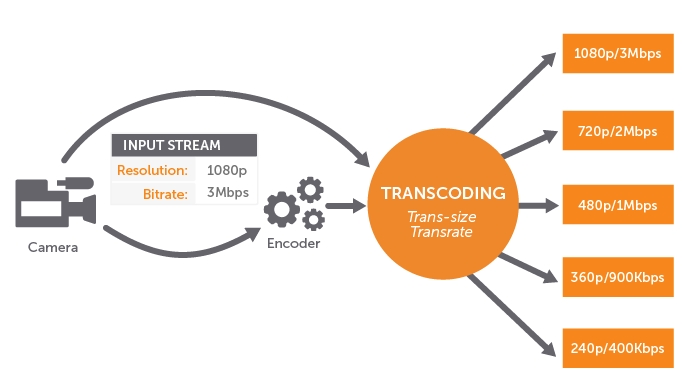 INPUT STREAM
Resolution: 1080p
Bitrate: 3Mbps
Camera
Encoder
TRANSCODING
Trans-size
Transrate
1080p/3Mbps
720p/2Mbps
480p/1Mbps
360p/900Kbps
240p/400Kbps